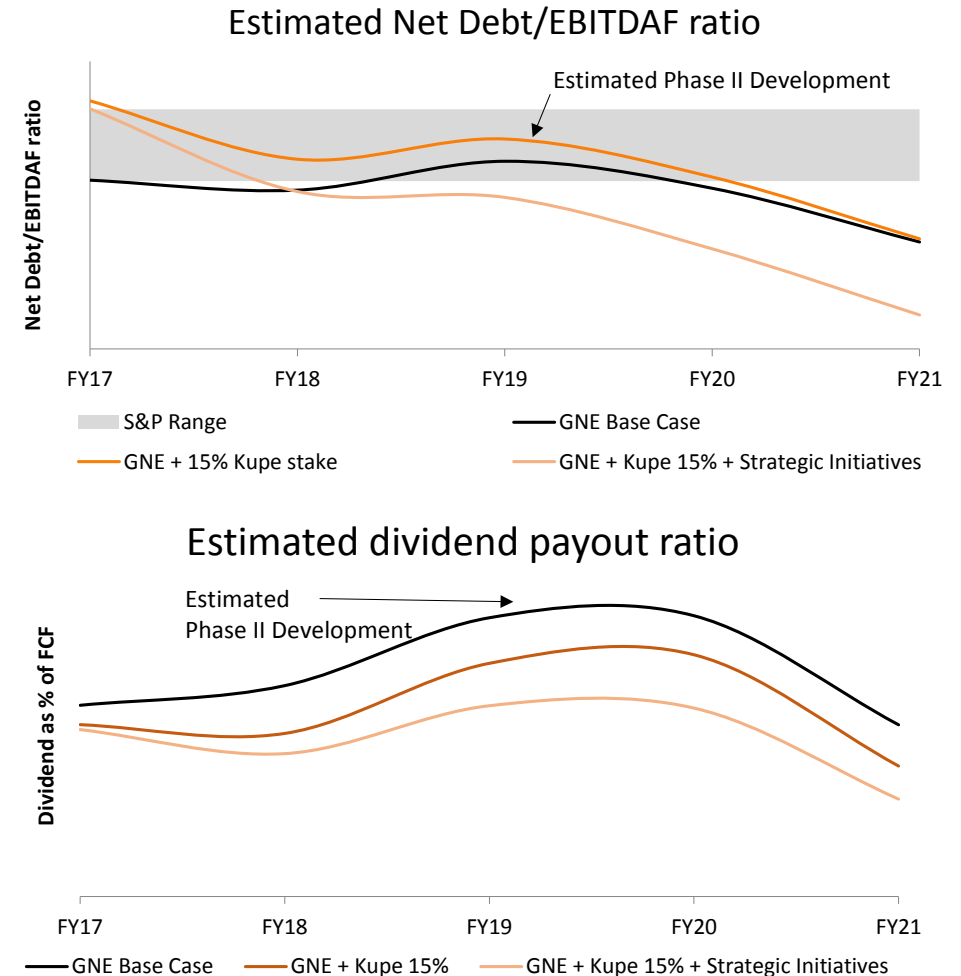 Estimated Net Debt/EBITDAF ratio
Estimated Phase II Development
Net Debt/EBITDAF ratio
FY17
FY18
FY19
FY20
FY21
S&P Range
GNE Base Case
GNE + 15% Kupe stake
GNE + Kupe 15% + Strategic Initiatives
Estimated dividend payout ratio
Estimated
Phase II Development
Dividend as % of FCF
FY17
FY18
FY19
FY20
FY21
GNE Base Case
GNE + Kupe 15%
GNE + Kupe 15% + Strategic Initiatives